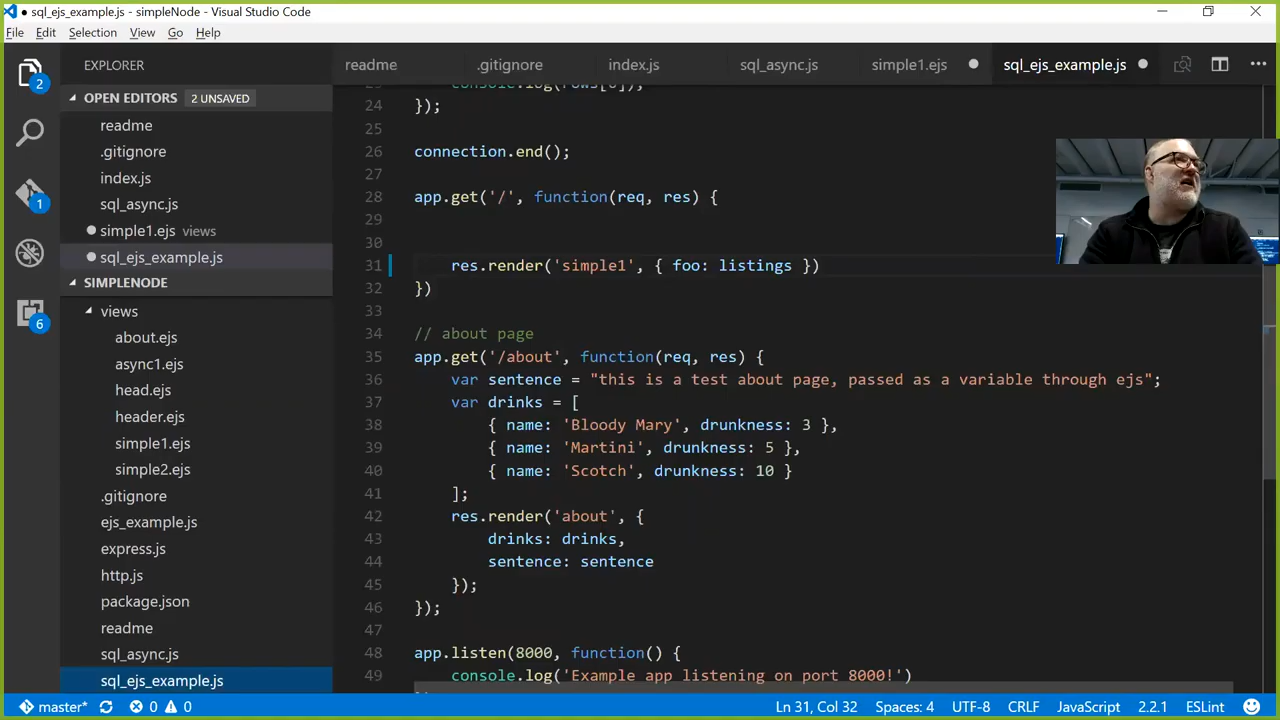 ● sql_ejs_example.js - simpleNode - Visual Studio Code
File Edit Selection View Go Help
EXPLORER
readme .gitignore index.js sql_async.js simple1.ejs ● sql_ejs_example.js ●
2
OPEN EDITORS 2 UNSAVED
readme
.gitignore
index.js
sql_async.js
● simple1.ejs views
● sql_ejs_example.js
1
6
SIMPLENODE
views
about.ejs
async1.ejs
head.ejs
header.ejs
simple1.ejs
simple2.ejs
.gitignore
ejs_example.js
express.js
http.js
package.json
readme
sql_async.js
sql_ejs_example.js
23 console.log(rows[0]);
24 });
25
26 connection.end();
27
28 app.get('/', function(req, res) {
29
30
31 res.render('simple1', { foo: listings })
32 })
33
34 // about page
35 app.get('/about', function(req, res) {
36 var sentence = "this is a test about page, passed as a variable through ejs";
37 var drinks = [
38 { name: 'Bloody Mary', drunkness: 3 },
39 { name: 'Martini', drunkness: 5 },
40 { name: 'Scotch', drunkness: 10 }
41 ];
42 res.render('about', {
43 drinks: drinks,
44 sentence: sentence
45 });
46 });
47
48 app.listen(8000, function() {
49 console.log('Example app listening on port 8000!')
master* 0 0 Ln 31, Col 32 Spaces: 4 UTF-8 CRLF JavaScript 2.2.1 ESLint